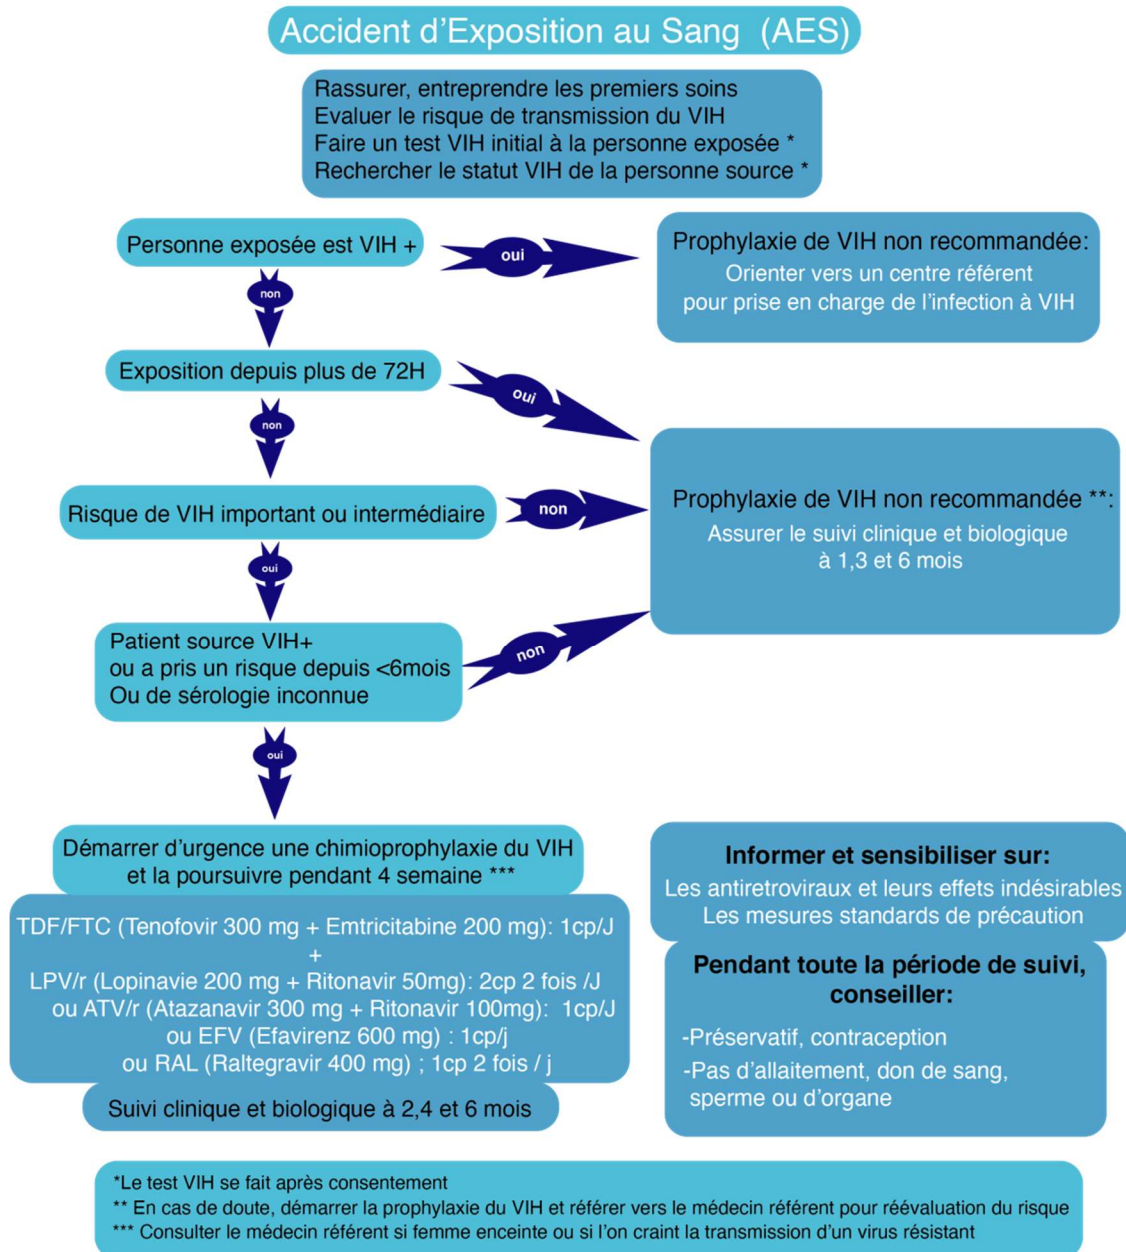 Accident d'Exposition au Sang (AES)
Rassurer, entreprendre les premiers soins
Evaluer le risque de transmission du VIH
Faire un test VIH initial à la personne exposée *
Rechercher le statut VIH de la personne source *
Personne exposée est VIH +
oui
Prophylaxie de VIH non recommandée:
Orienter vers un centre référent
pour prise en charge de l'infection à VIH
non
Exposition depuis plus de 72H
oui
non
Risque de VIH important ou intermédiaire
non
Prophylaxie de VIH non recommandée **:
Assurer le suivi clinique et biologique
à 1,3 et 6 mois
oui
Patient source VIH+
ou a pris un risque depuis <6mois
Ou de sérologie inconnue
non
oui
Démarrer d'urgence une chimioprophylaxie du VIH
et la poursuivre pendant 4 semaine ***
TDF/FTC (Tenofovir 300 mg + Emtricitabine 200 mg): 1cp/J
+
LPV/r (Lopinavie 200 mg + Ritonavir 50mg): 2cp 2 fois /J
ou ATV/r (Atazanavir 300 mg + Ritonavir 100mg): 1cp/J
ou EFV (Efavirenz 600 mg) : 1cp/j
ou RAL (Raltegravir 400 mg) ; 1cp 2 fois / j
Suivi clinique et biologique à 2,4 et 6 mois
Informer et sensibiliser sur:
Les antiretroviraux et leurs effets indésirables
Les mesures standards de précaution
Pendant toute la période de suivi,
conseiller:
-Préservatif, contraception
-Pas d'allaitement, don de sang,
sperme ou d'organe
*Le test VIH se fait après consentement
** En cas de doute, démarrer la prophylaxie du VIH et référer vers le médecin référent pour réévaluation du risque
*** Consulter le médecin référent si femme enceinte ou si l'on craint la transmission d'un virus résistant